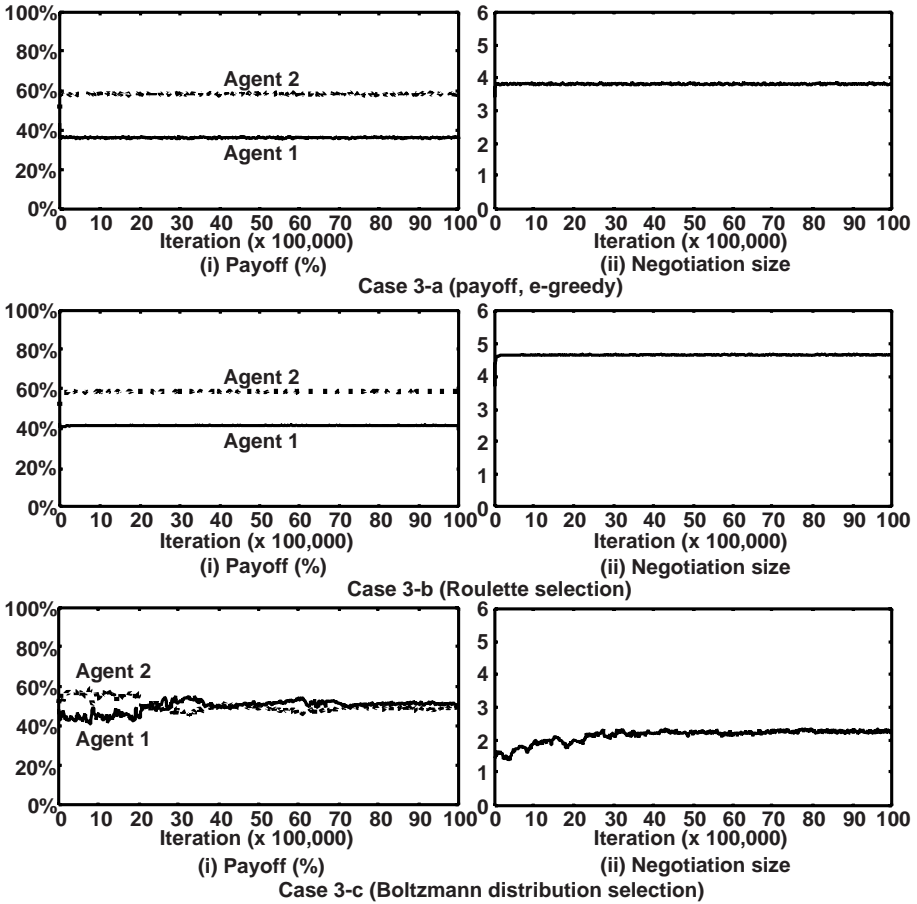 100%
80%
60%
40%
20%
0%
Agent 2
Agent 1
0 10 20 30 40 50 60 70 80 90 100
Iteration (x 100,000)
(i) Payoff (%)
6
5
4
3
2
1
0
0 10 20 30 40 50 60 70 80 90 100
Iteration (x 100,000)
(ii) Negotiation size
Case 3-a (payoff, e-greedy)
100%
80%
60%
40%
20%
0%
Agent 2
Agent 1
0 10 20 30 40 50 60 70 80 90 100
Iteration (x 100,000)
(i) Payoff (%)
6
5
4
3
2
1
0
0 10 20 30 40 50 60 70 80 90 100
Iteration (x 100,000)
(ii) Negotiation size
Case 3-b (Roulette selection)
100%
80%
60%
40%
20%
0%
Agent 2
Agent 1
0 10 20 30 40 50 60 70 80 90 100
Iteration (x 100,000)
(i) Payoff (%)
6
5
4
3
2
1
0
0 10 20 30 40 50 60 70 80 90 100
Iteration (x 100,000)
(ii) Negotiation size
Case 3-c (Boltzmann distribution selection)